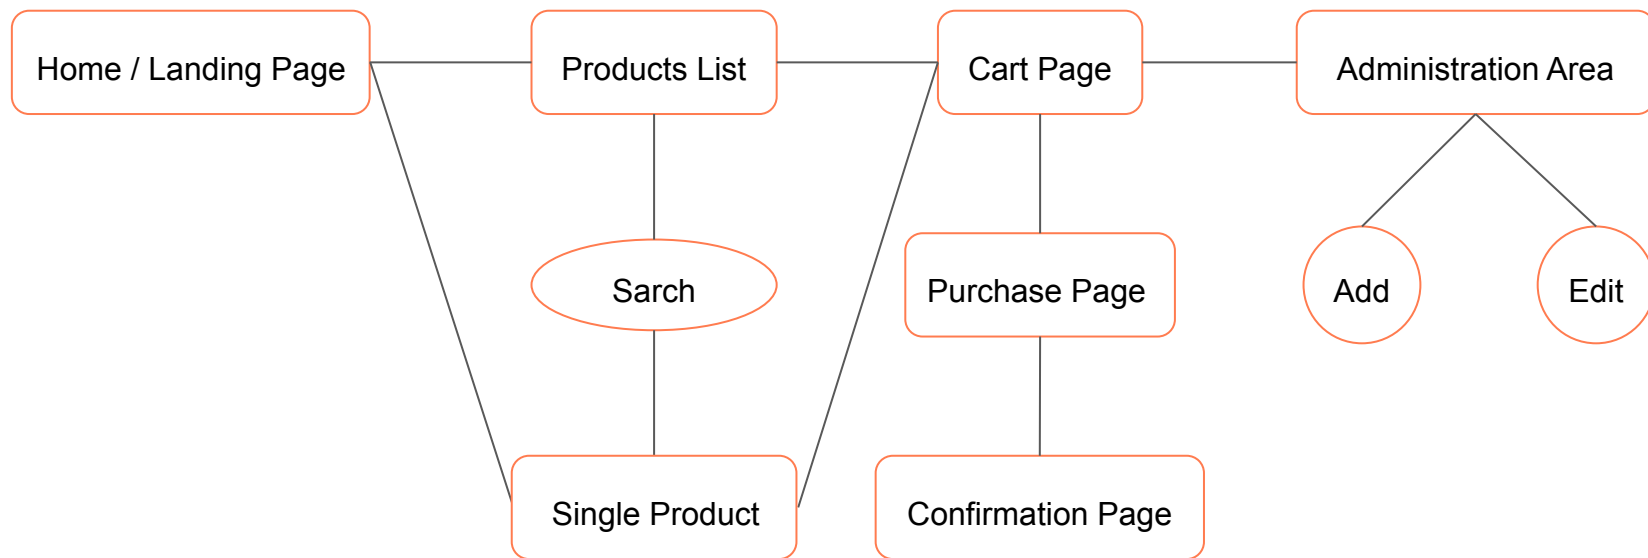 Home / Landing Page
Products List
Cart Page
Administration Area
Sarch
Purchase Page
Add
Edit
Single Product
Confirmation Page